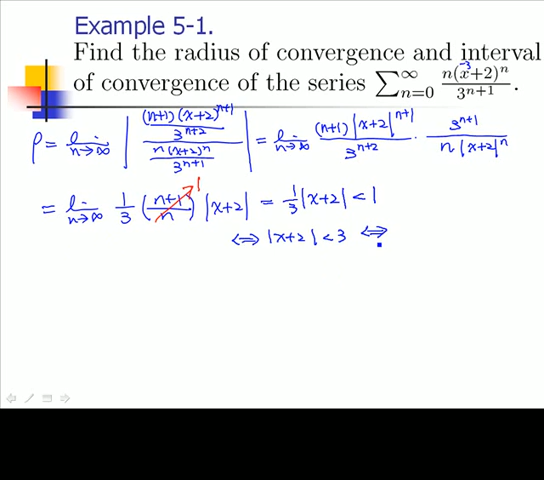 Example 5-1.
Find the radius of convergence and interval
of convergence of the series ∑_{n=0}^{∞} n(x+2)^n / 3^{n+1}.
-3
ρ = lim_{n→∞} | ((n+1)(x+2)^{n+1} / 3^{n+2}) / (n(x+2)^n / 3^{n+1}) | = lim_{n→∞} (n+1)|x+2|^{n+1} / 3^{n+2} · 3^{n+1} / n|x+2|^n
= lim_{n→∞} 1/3 (n+1 / n) |x+2| = 1/3 |x+2| < 1
1
⇔ |x+2| < 3 ⇔